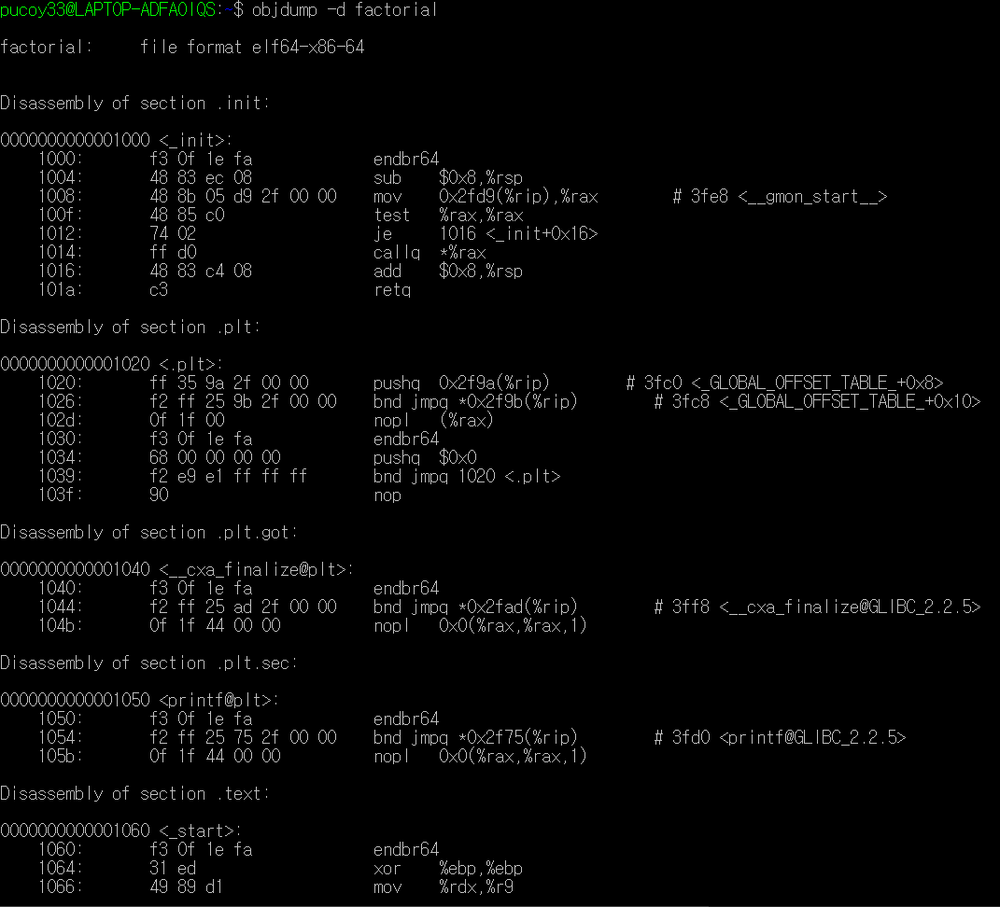 pucoy33@LAPTOP-ADFAOIQS:~$ objdump -d factorial
factorial:     file format elf64-x86-64
Disassembly of section .init:
0000000000001000 <_init>:
    1000:       f3 0f 1e fa             endbr64
    1004:       48 83 ec 08             sub    $0x8,%rsp
    1008:       48 8b 05 d9 2f 00 00    mov    0x2fd9(%rip),%rax        # 3fe8 <__gmon_start__>
    100f:       48 85 c0                test   %rax,%rax
    1012:       74 02                   je     1016 <_init+0x16>
    1014:       ff d0                   callq  *%rax
    1016:       48 83 c4 08             add    $0x8,%rsp
    101a:       c3                      retq
Disassembly of section .plt:
0000000000001020 <.plt>:
    1020:       ff 35 9a 2f 00 00       pushq  0x2f9a(%rip)        # 3fc0 <_GLOBAL_OFFSET_TABLE_+0x8>
    1026:       f2 ff 25 9b 2f 00 00    bnd jmpq *0x2f9b(%rip)        # 3fc8 <_GLOBAL_OFFSET_TABLE_+0x10>
    102d:       0f 1f 00                nopl   (%rax)
    1030:       f3 0f 1e fa             endbr64
    1034:       68 00 00 00 00          pushq  $0x0
    1039:       f2 e9 e1 ff ff ff       bnd jmpq 1020 <.plt>
    103f:       90                      nop
Disassembly of section .plt.got:
0000000000001040 <__cxa_finalize@plt>:
    1040:       f3 0f 1e fa             endbr64
    1044:       f2 ff 25 ad 2f 00 00    bnd jmpq *0x2fad(%rip)        # 3ff8 <__cxa_finalize@GLIBC_2.2.5>
    104b:       0f 1f 44 00 00          nopl   0x0(%rax,%rax,1)
Disassembly of section .plt.sec:
0000000000001050 <printf@plt>:
    1050:       f3 0f 1e fa             endbr64
    1054:       f2 ff 25 75 2f 00 00    bnd jmpq *0x2f75(%rip)        # 3fd0 <printf@GLIBC_2.2.5>
    105b:       0f 1f 44 00 00          nopl   0x0(%rax,%rax,1)
Disassembly of section .text:
0000000000001060 <_start>:
    1060:       f3 0f 1e fa             endbr64
    1064:       31 ed                   xor    %ebp,%ebp
    1066:       49 89 d1                mov    %rdx,%r9